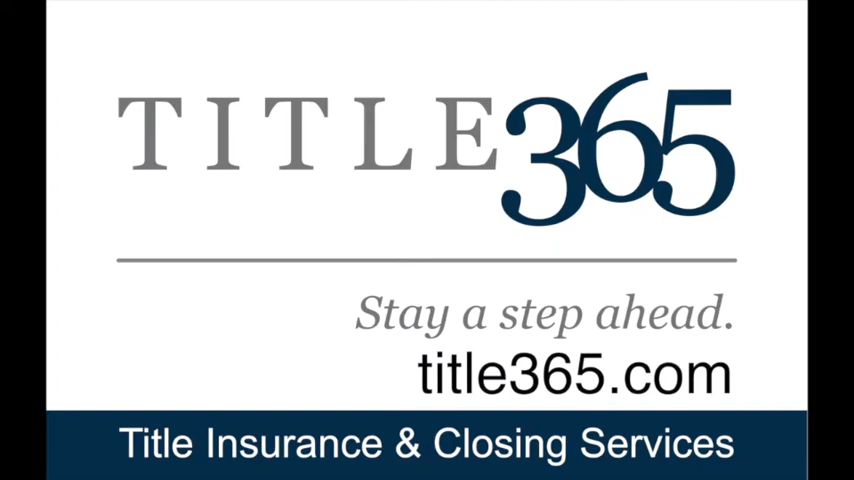 TITLE365
Stay a step ahead.
title365.com
Title Insurance & Closing Services